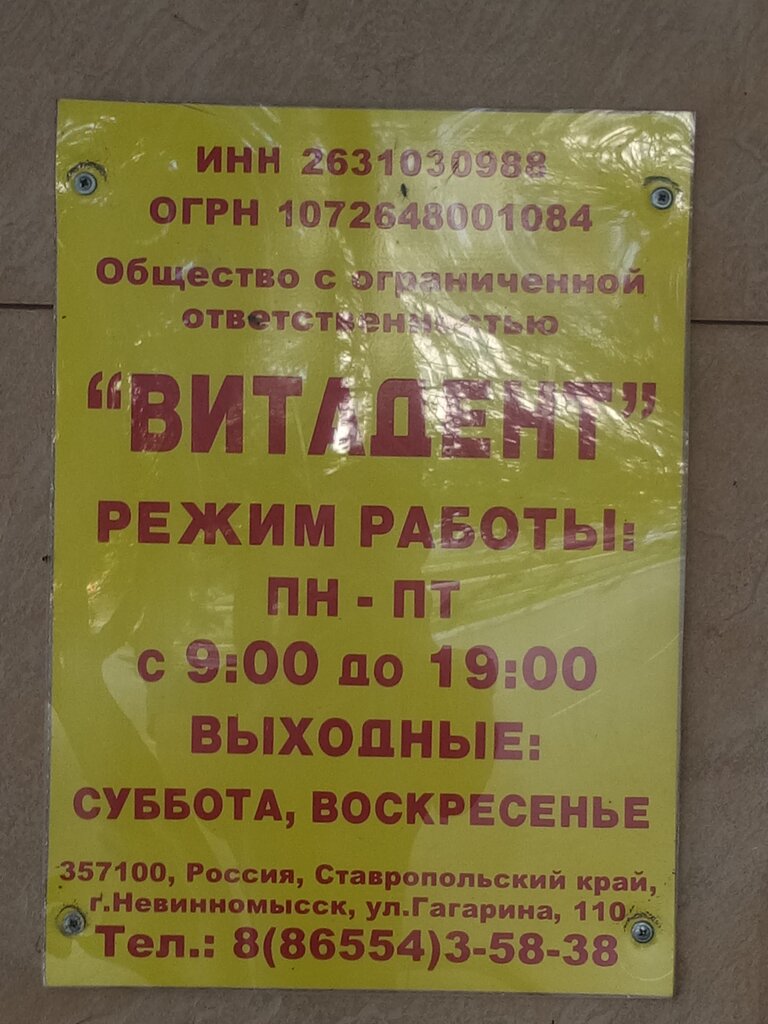 ИНН 2631030988
ОГРН 1072648001084
Общество с ограниченной
ответственностью
“ВИТАДЕНТ”
РЕЖИМ РАБОТЫ:
ПН - ПТ
с 9:00 до 19:00
ВЫХОДНЫЕ:
СУББОТА, ВОСКРЕСЕНЬЕ
357100, Россия, Ставропольский край,
г.Невинномысск, ул.Гагарина, 110
Тел.: 8(86554)3-58-38